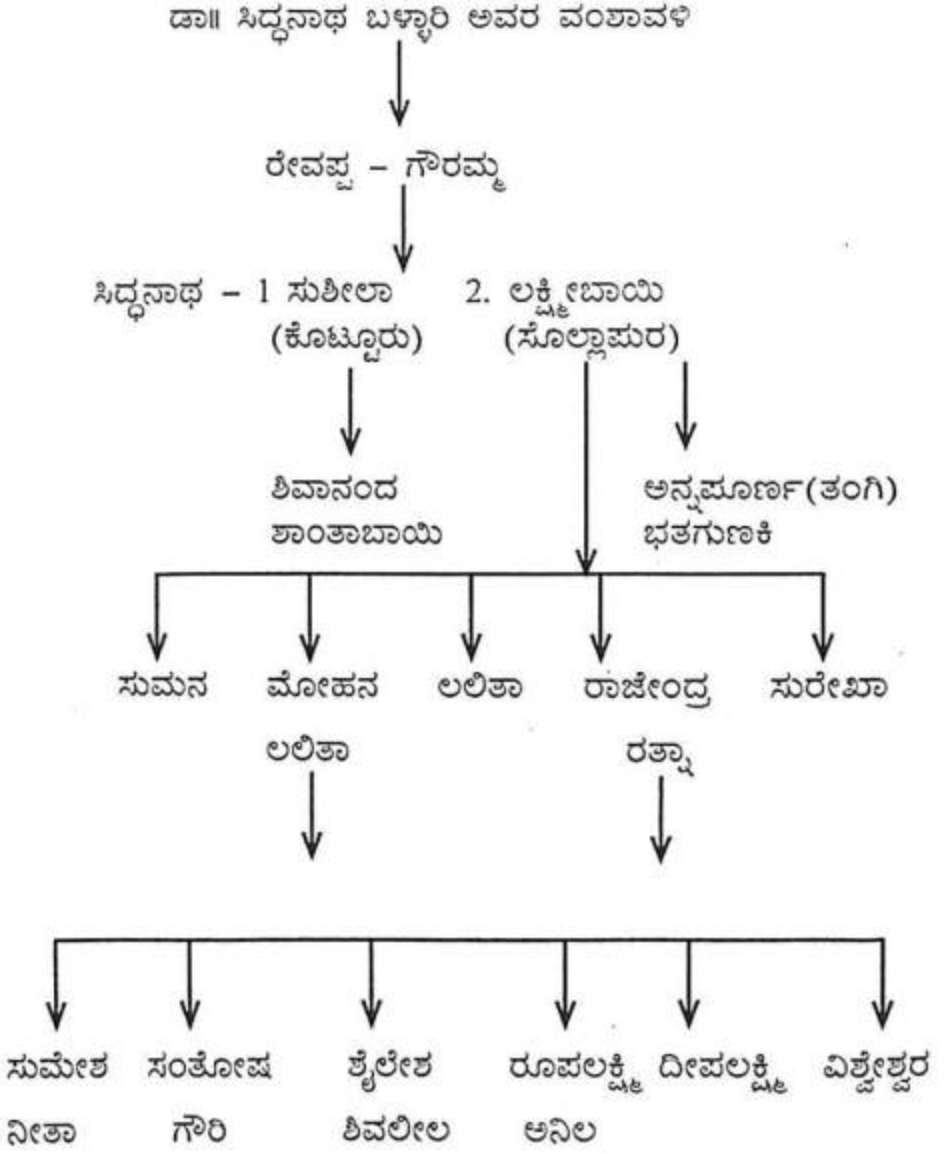 ಡಾ॥ ಸಿದ್ಧನಾಥ ಬಳ್ಳಾರಿ ಅವರ ವಂಶಾವಳಿ
ರೇವಪ್ಪ – ಗೌರಮ್ಮ
ಸಿದ್ಧನಾಥ – 1 ಸುಶೀಲಾ 2. ಲಕ್ಷ್ಮೀಬಾಯಿ
(ಕೊಟ್ಟೂರು) (ಸೊಲ್ಲಾಪುರ)
ಶಿವಾನಂದ ಅನ್ನಪೂರ್ಣ(ತಂಗಿ)
ಶಾಂತಾಬಾಯಿ ಭತಗುಣಕಿ
ಸುಮನ ಮೋಹನ ಲಲಿತಾ ರಾಜೇಂದ್ರ ಸುರೇಖಾ
ಲಲಿತಾ ರತ್ನಾ
ಸುಮೇಶ ಸಂತೋಷ ಶೈಲೇಶ ರೂಪಲಕ್ಷ್ಮಿ ದೀಪಲಕ್ಷ್ಮಿ ವಿಶ್ವೇಶ್ವರ
ನೀತಾ ಗೌರಿ ಶಿವಲೀಲ ಅನಿಲ